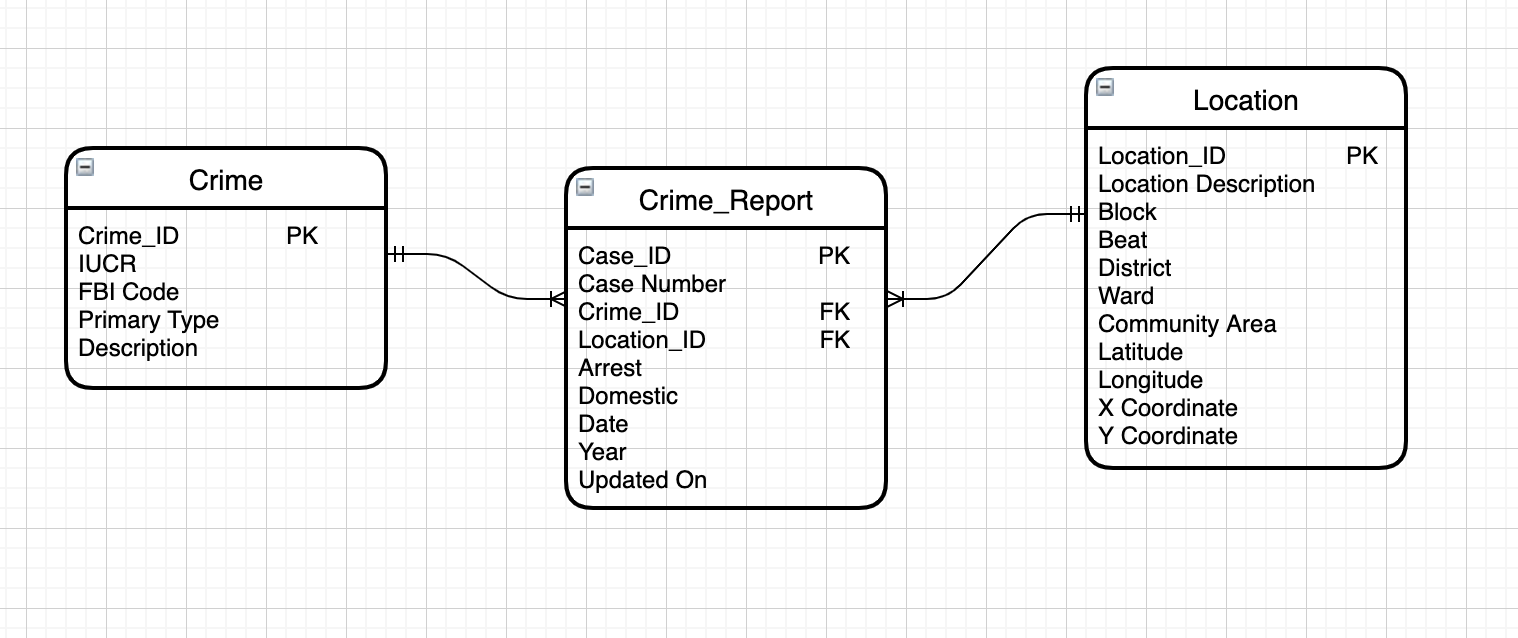 Crime
Crime_ID PK
IUCR
FBI Code
Primary Type
Description
Crime_Report
Case_ID PK
Case Number
Crime_ID FK
Location_ID FK
Arrest
Domestic
Date
Year
Updated On
Location
Location_ID PK
Location Description
Block
Beat
District
Ward
Community Area
Latitude
Longitude
X Coordinate
Y Coordinate